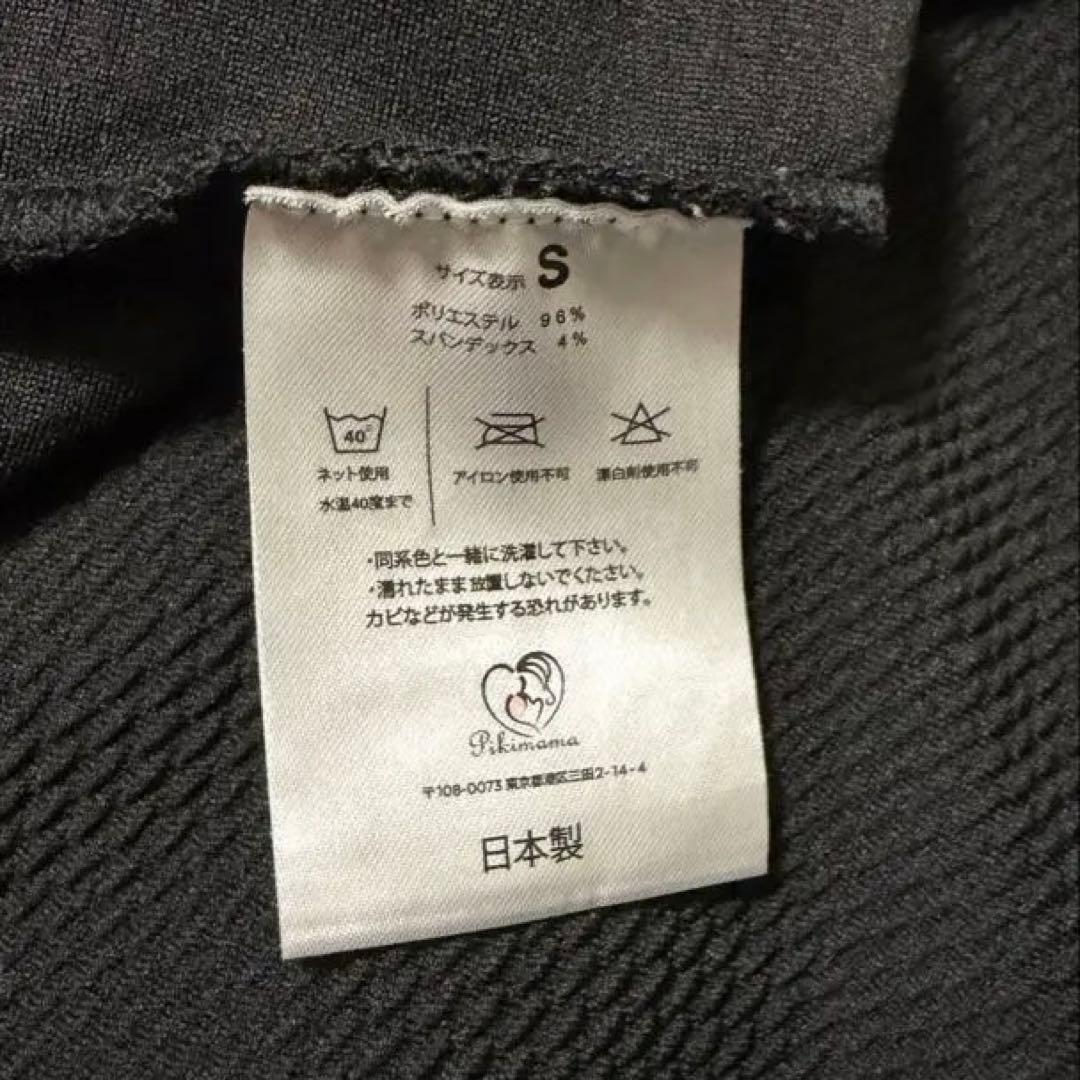 サイズ表示 S
ポリエステル 96%
スパンデックス 4%
40°
ネット使用
水温40度まで
アイロン使用不可
漂白剤使用不可
・同系色と一緒に洗濯して下さい。
・濡れたまま放置しないでください。
カビなどが発生する恐れがあります。
Pikimama
〒108-0073 東京都港区三田2-14-4
日本製